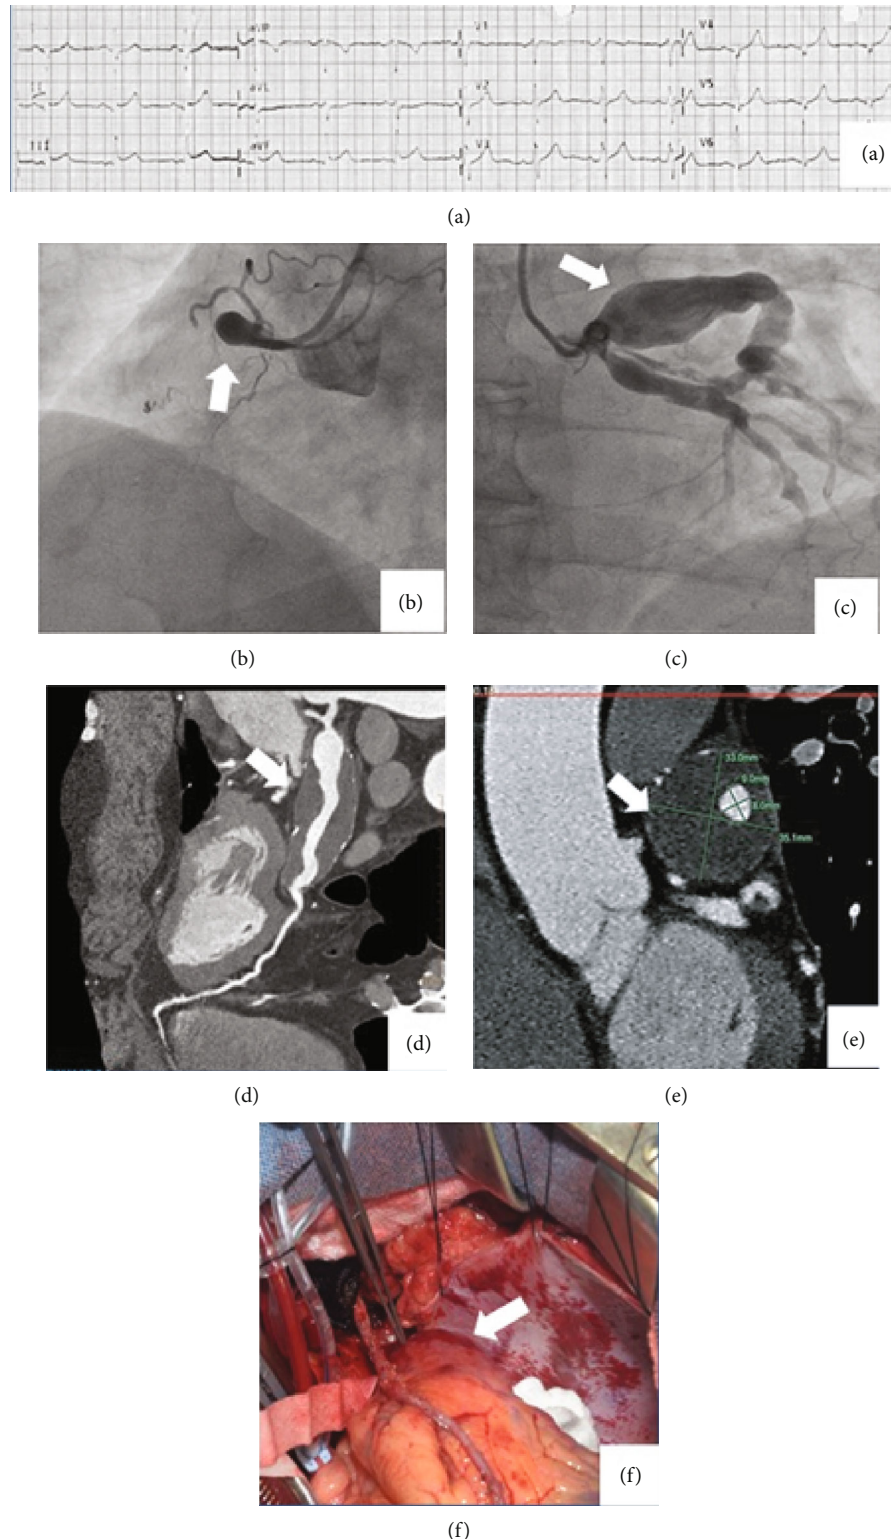 aVR V1 V4
II aVL V2 V5
III aVF V3 V6
(a)
(a)
(b)
(b)
(c)
(c)
33.0mm
9.0mm
8.0mm
35.1mm
(d)
(d)
(e)
(e)
(f)
(f)